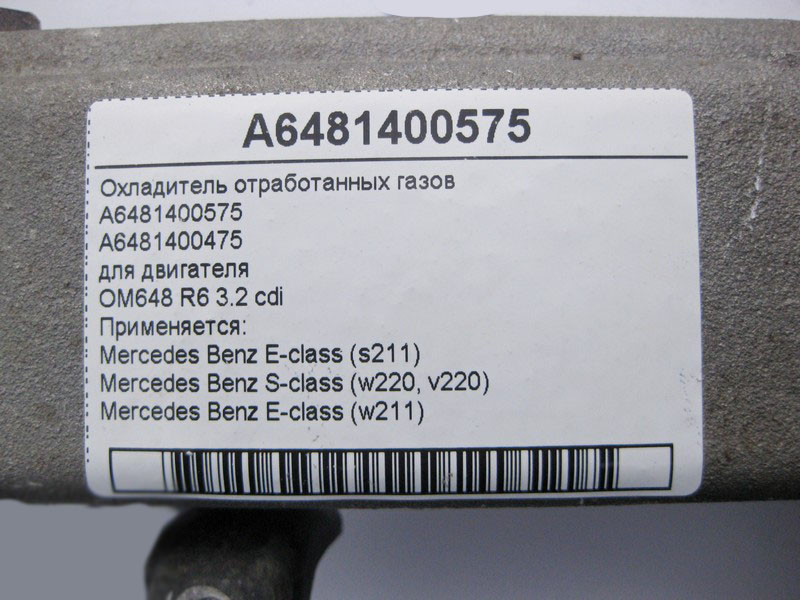 A6481400575
Охладитель отработанных газов
A6481400575
A6481400475
для двигателя
OM648 R6 3.2 cdi
Применяется:
Mercedes Benz E-class (s211)
Mercedes Benz S-class (w220, v220)
Mercedes Benz E-class (w211)